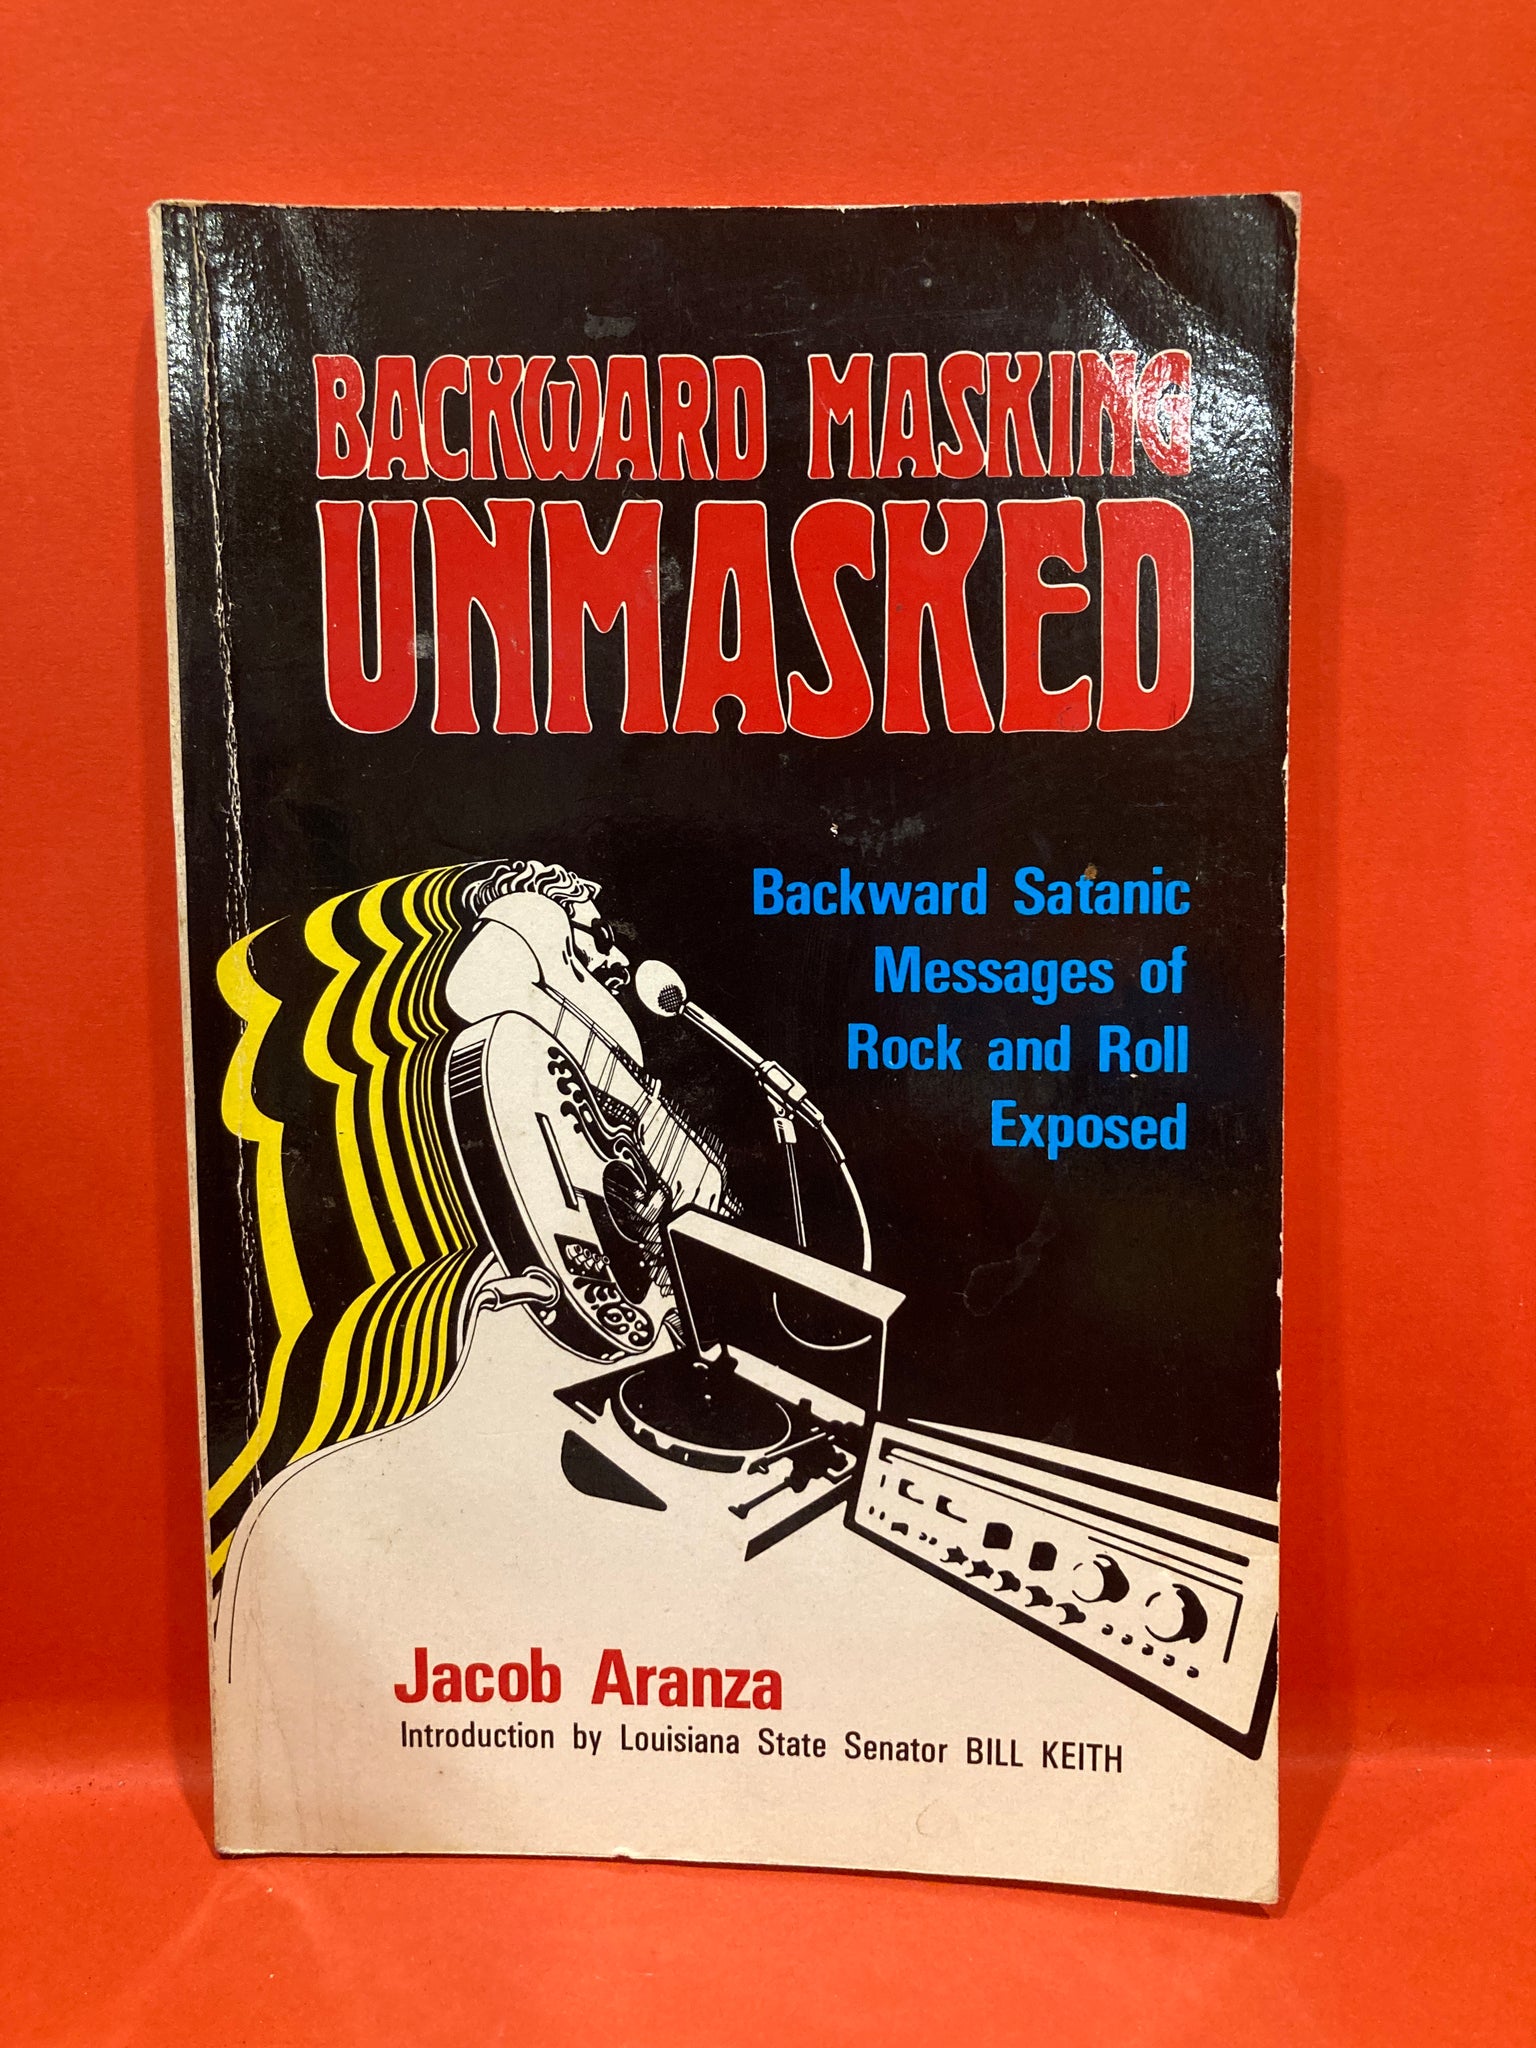 BACKWARD MASKING
UNMASKED
Backward Satanic
Messages of
Rock and Roll
Exposed
Jacob Aranza
Introduction by Louisiana State Senator BILL KEITH